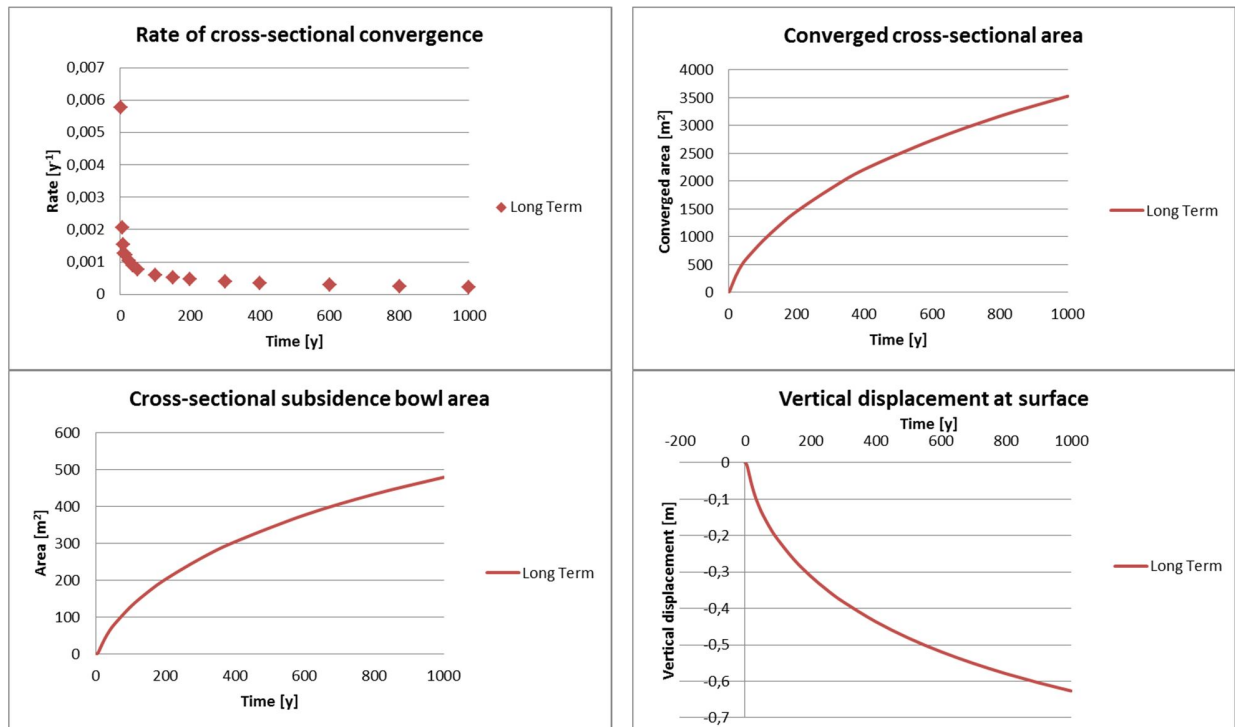 Rate of cross-sectional convergence
0,007
0,006
0,005
0,004
0,003
0,002
0,001
0
Rate [y⁻¹]
0 200 400 600 800 1000
Time [y]
Long Term
Converged cross-sectional area
4000
3500
3000
2500
2000
1500
1000
500
0
Converged area [m²]
0 200 400 600 800 1000
Time [y]
Long Term
Cross-sectional subsidence bowl area
600
500
400
300
200
100
0
Area [m²]
0 200 400 600 800 1000
Time [y]
Long Term
Vertical displacement at surface
Time [y]
-200 0 200 400 600 800 1000
0
-0,1
-0,2
-0,3
-0,4
-0,5
-0,6
-0,7
Vertical displacement [m]
Long Term